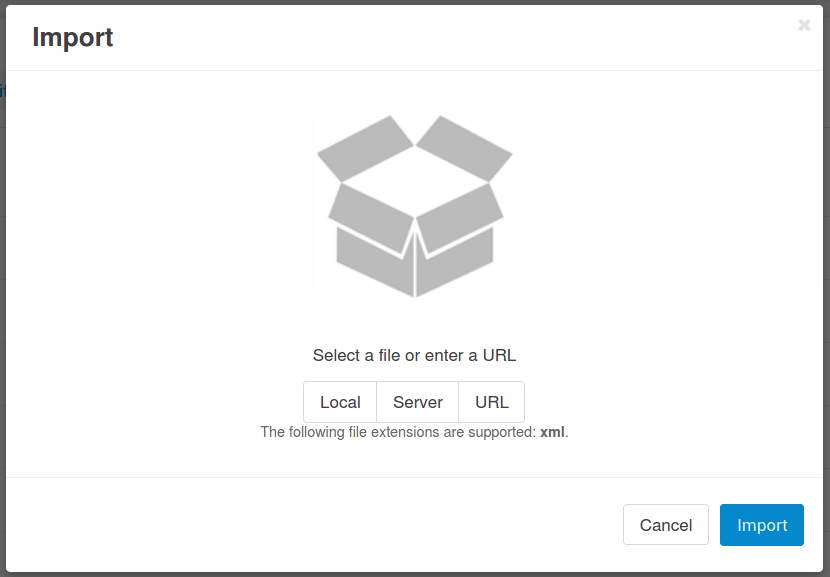 Import
Select a file or enter a URL
Local Server URL
The following file extensions are supported: xml.
Cancel Import